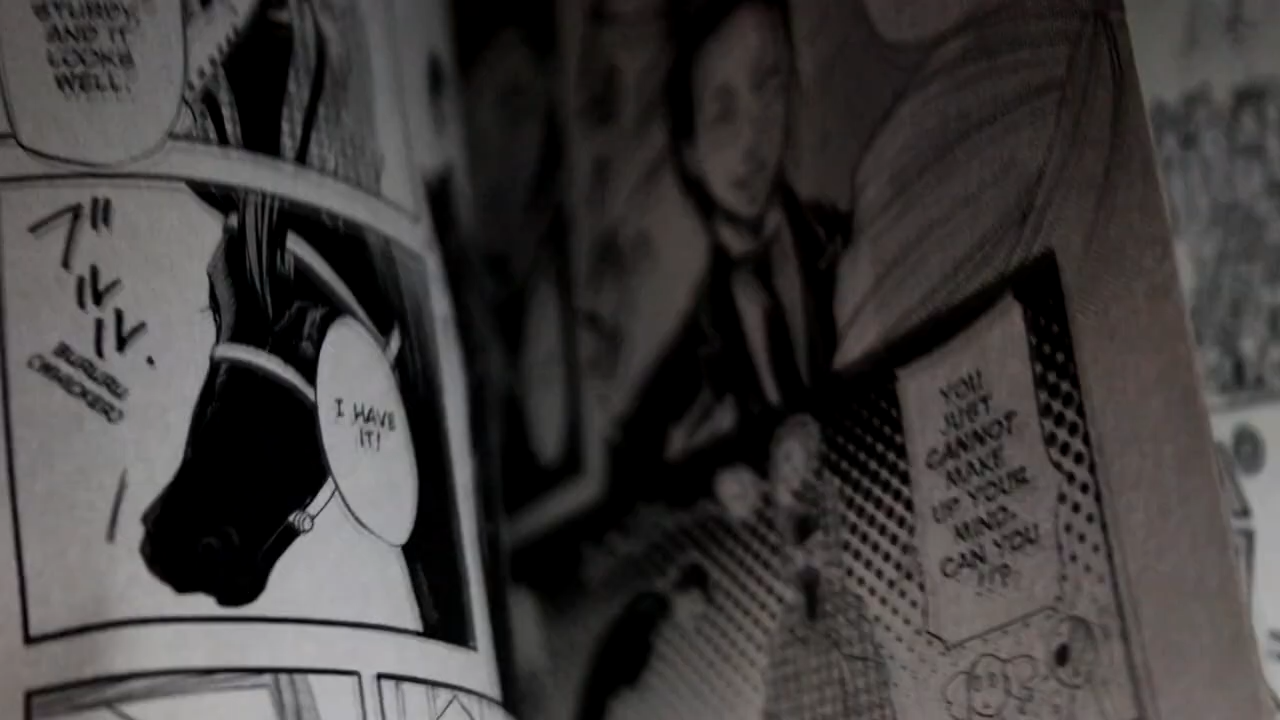 STURDY,
AND IT
LOOKS
WELL.
ブルルル.
BURURU
I HAVE
IT!
YOU
JUST
CANNOT
MAKE
UP YOUR
MIND,
CAN YOU